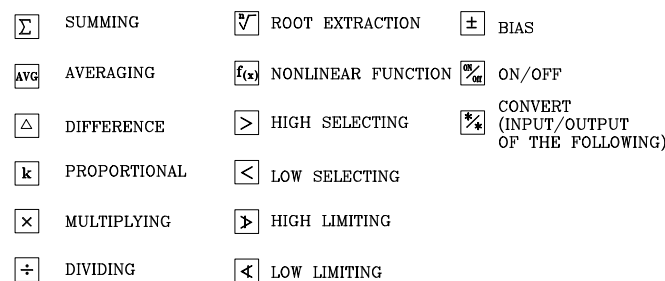 Σ SUMMING
AVG AVERAGING
△ DIFFERENCE
k PROPORTIONAL
× MULTIPLYING
÷ DIVIDING
n√ ROOT EXTRACTION
f(x) NONLINEAR FUNCTION
> HIGH SELECTING
< LOW SELECTING
≯ HIGH LIMITING
≮ LOW LIMITING
± BIAS
ON/Off ON/OFF
*/* CONVERT
(INPUT/OUTPUT
OF THE FOLLOWING)